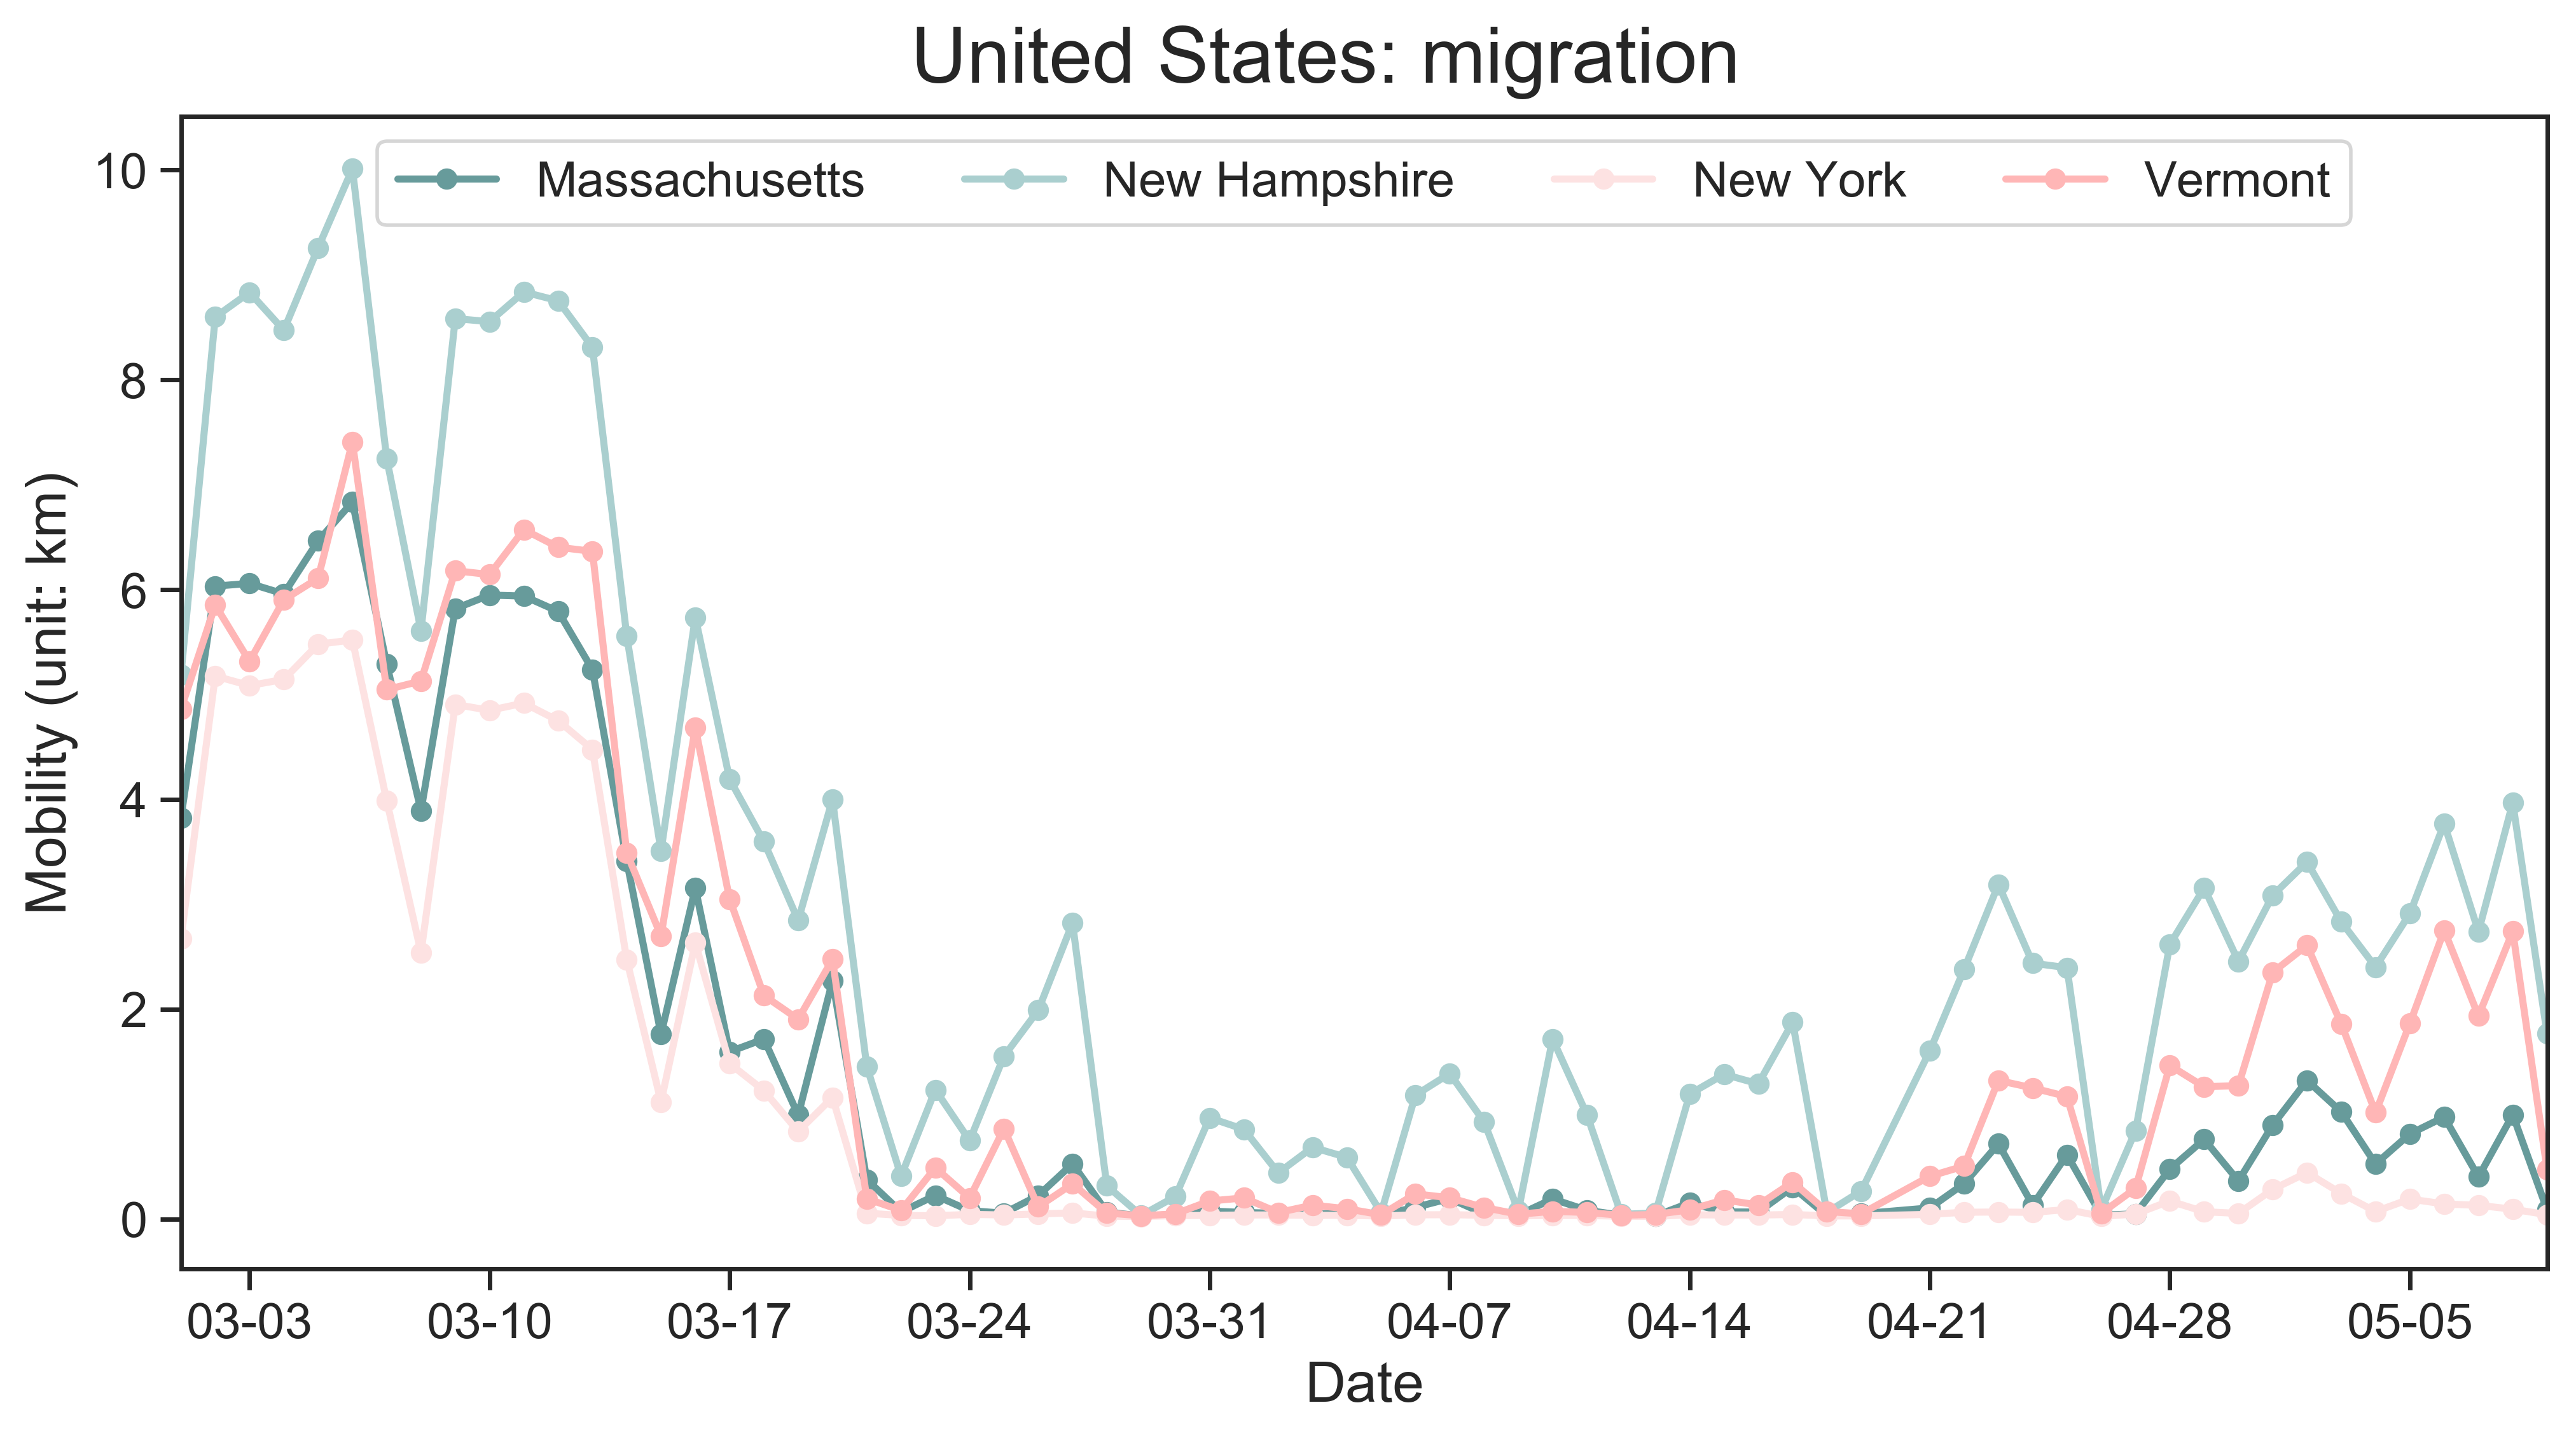 United States: migration
Massachusetts New Hampshire New York Vermont
Mobility (unit: km)
10
8
6
4
2
0
03-03 03-10 03-17 03-24 03-31 04-07 04-14 04-21 04-28 05-05
Date